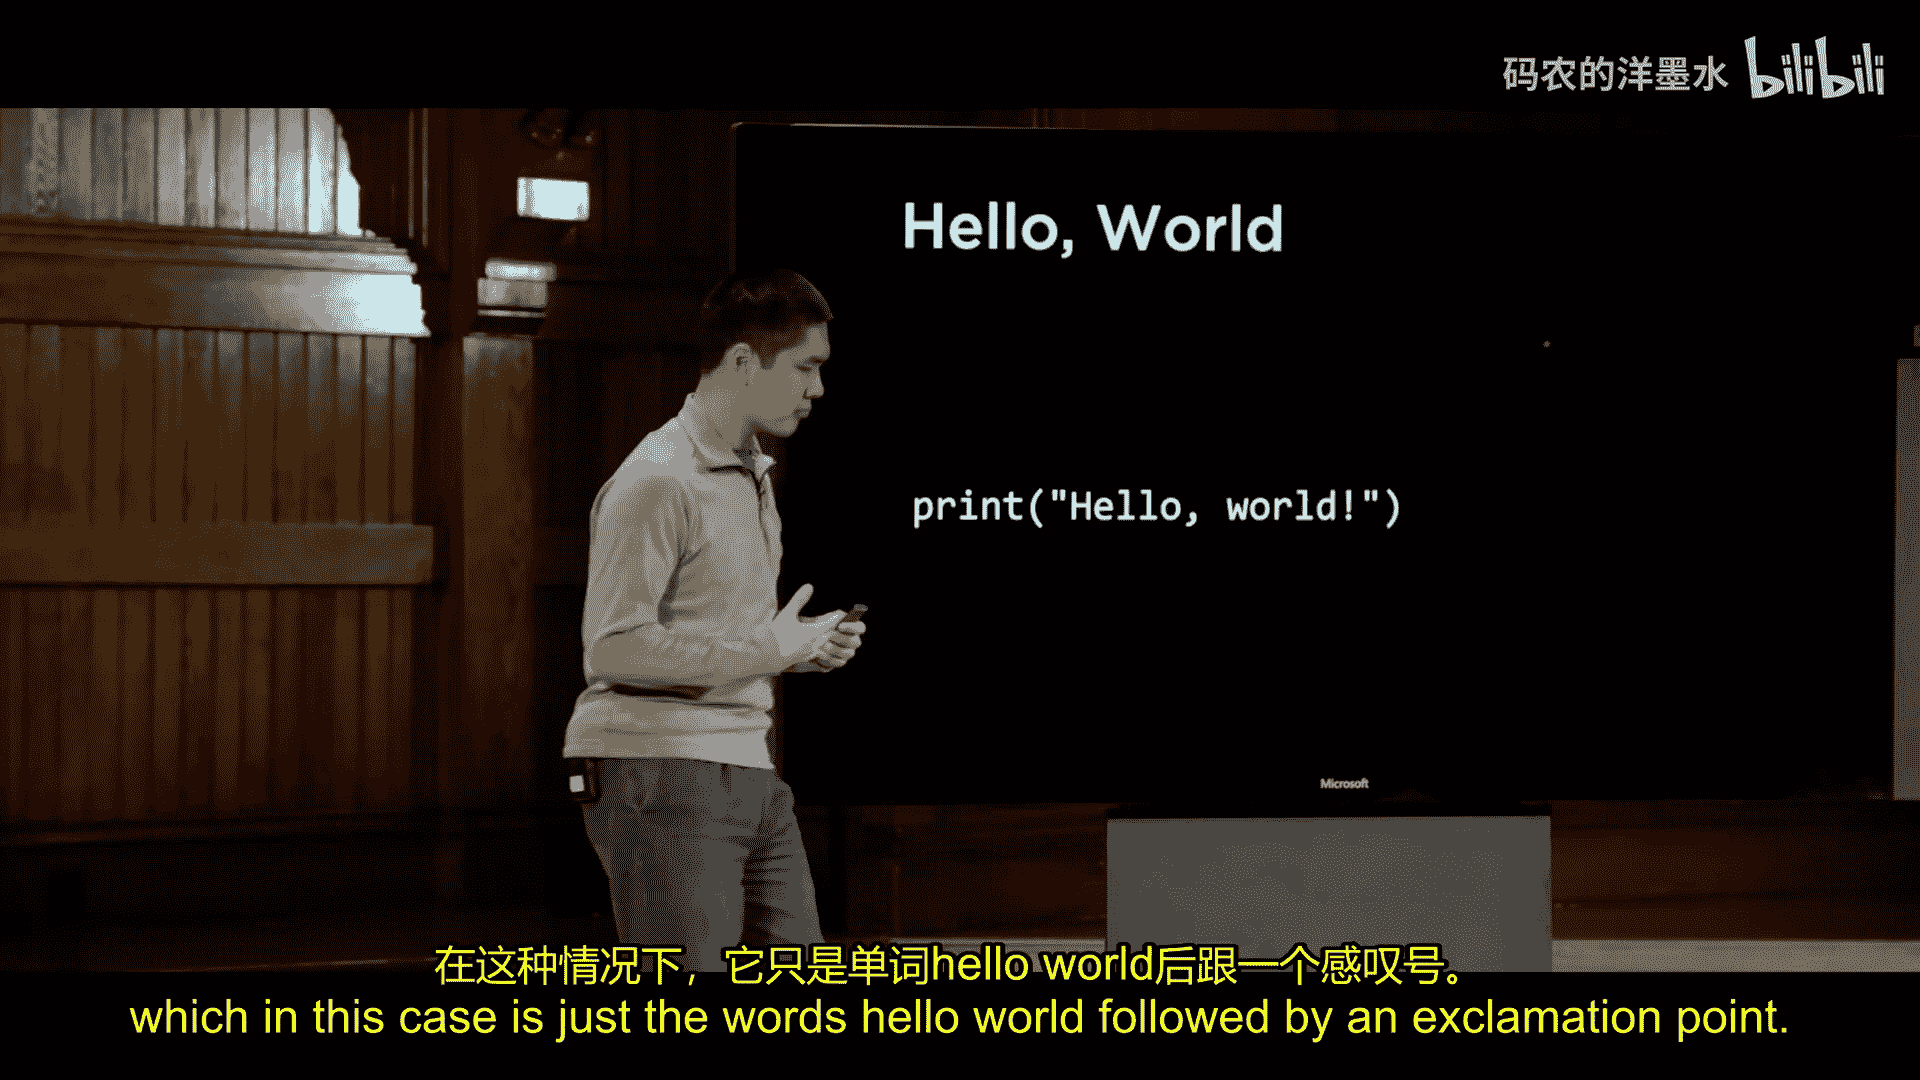 码农的洋墨水 bilibili
Hello, World
print("Hello, world!")
Microsoft
在这种情况下，它只是单词hello world后跟一个感叹号。
which in this case is just the words hello world followed by an exclamation point.